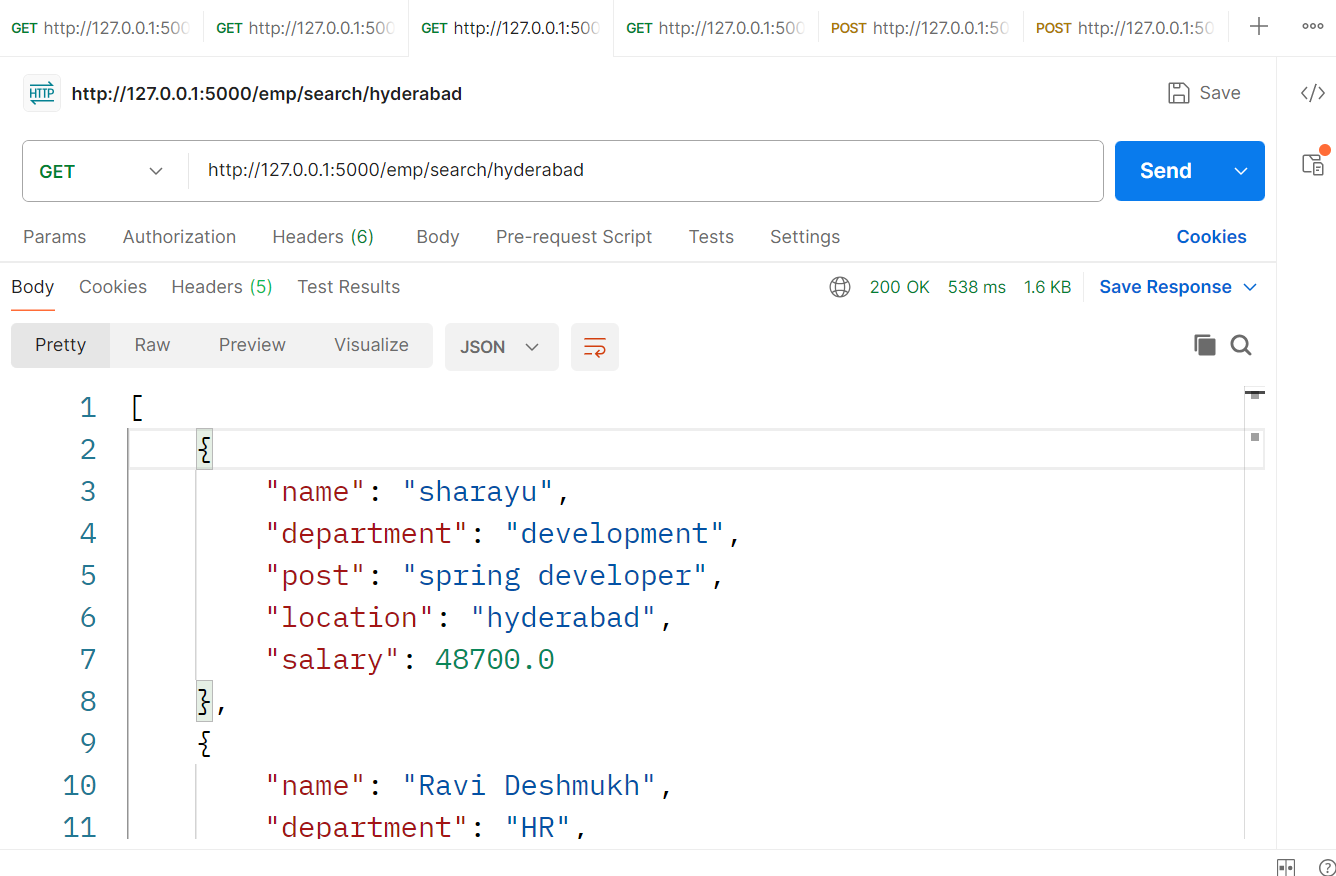 GET http://127.0.0.1:500 GET http://127.0.0.1:500 GET http://127.0.0.1:500 GET http://127.0.0.1:500 POST http://127.0.0.1:50 POST http://127.0.0.1:50
HTTP http://127.0.0.1:5000/emp/search/hyderabad Save </>
GET http://127.0.0.1:5000/emp/search/hyderabad Send
Params Authorization Headers (6) Body Pre-request Script Tests Settings Cookies
Body Cookies Headers (5) Test Results 200 OK 538 ms 1.6 KB Save Response
Pretty Raw Preview Visualize JSON
1 [
2 {
3 "name": "sharayu",
4 "department": "development",
5 "post": "spring developer",
6 "location": "hyderabad",
7 "salary": 48700.0
8 },
9 {
10 "name": "Ravi Deshmukh",
11 "department": "HR",